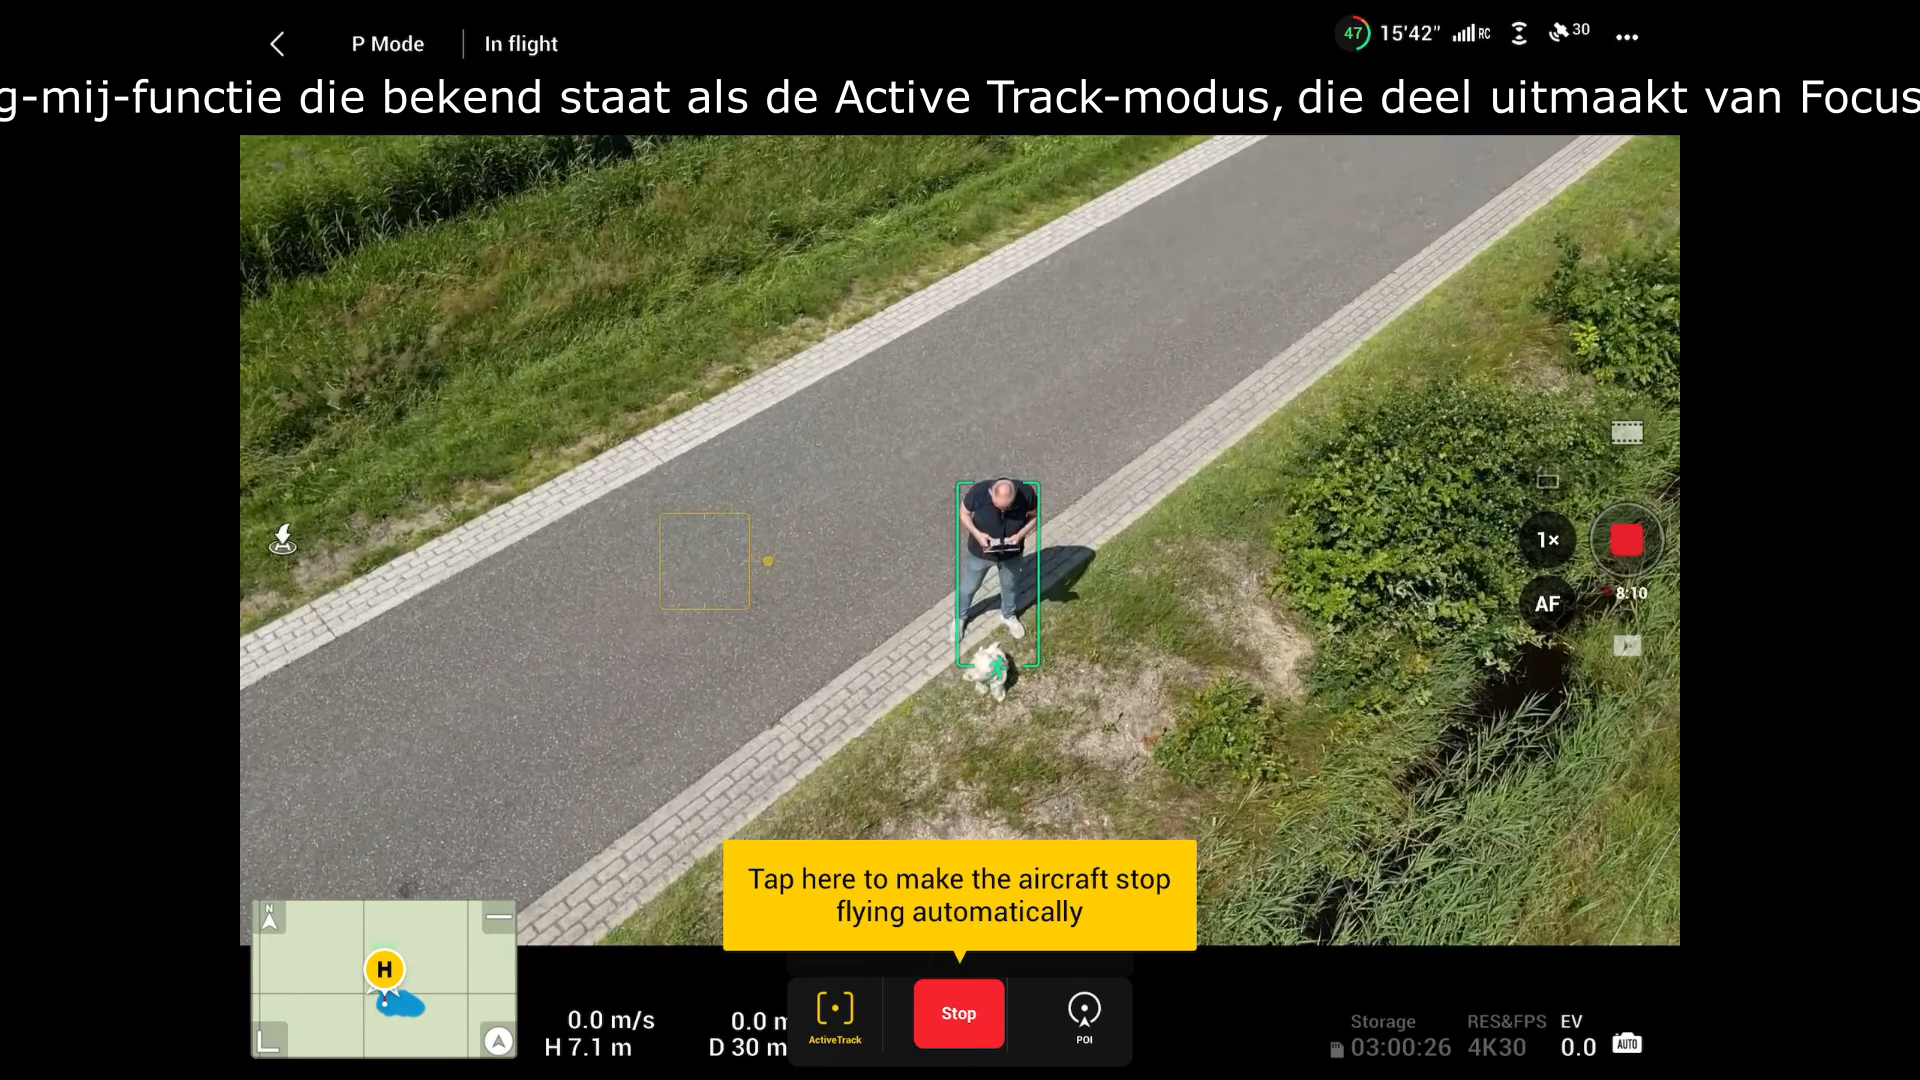 P Mode
In flight
47
15'42"
RC
30
g-mij-functie die bekend staat als de Active Track-modus, die deel uitmaakt van Focus
1×
AF
8:10
Tap here to make the aircraft stop
flying automatically
N
H
0.0 m/s
0.0 m
H 7.1 m
D 30 m
ActiveTrack
Stop
POI
Storage
03:00:26
RES&FPS
4K30
EV
0.0
AUTO